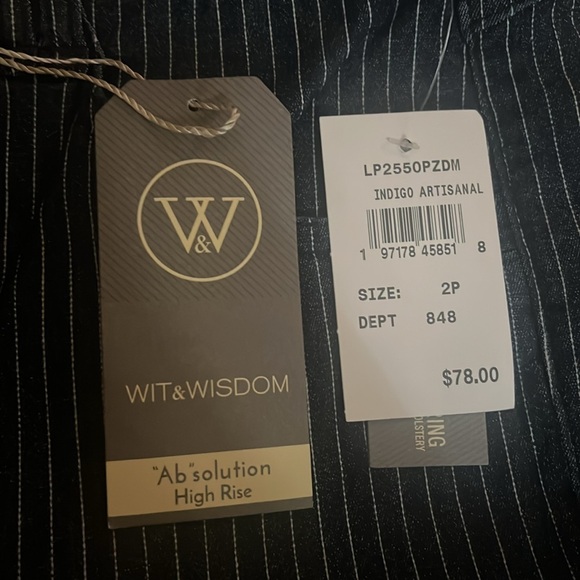 W&W
WIT&WISDOM
"Ab"solution
High Rise
LP2550PZDM
INDIGO ARTISANAL
1 97178 45851 8
SIZE: 2P
DEPT 848
$78.00